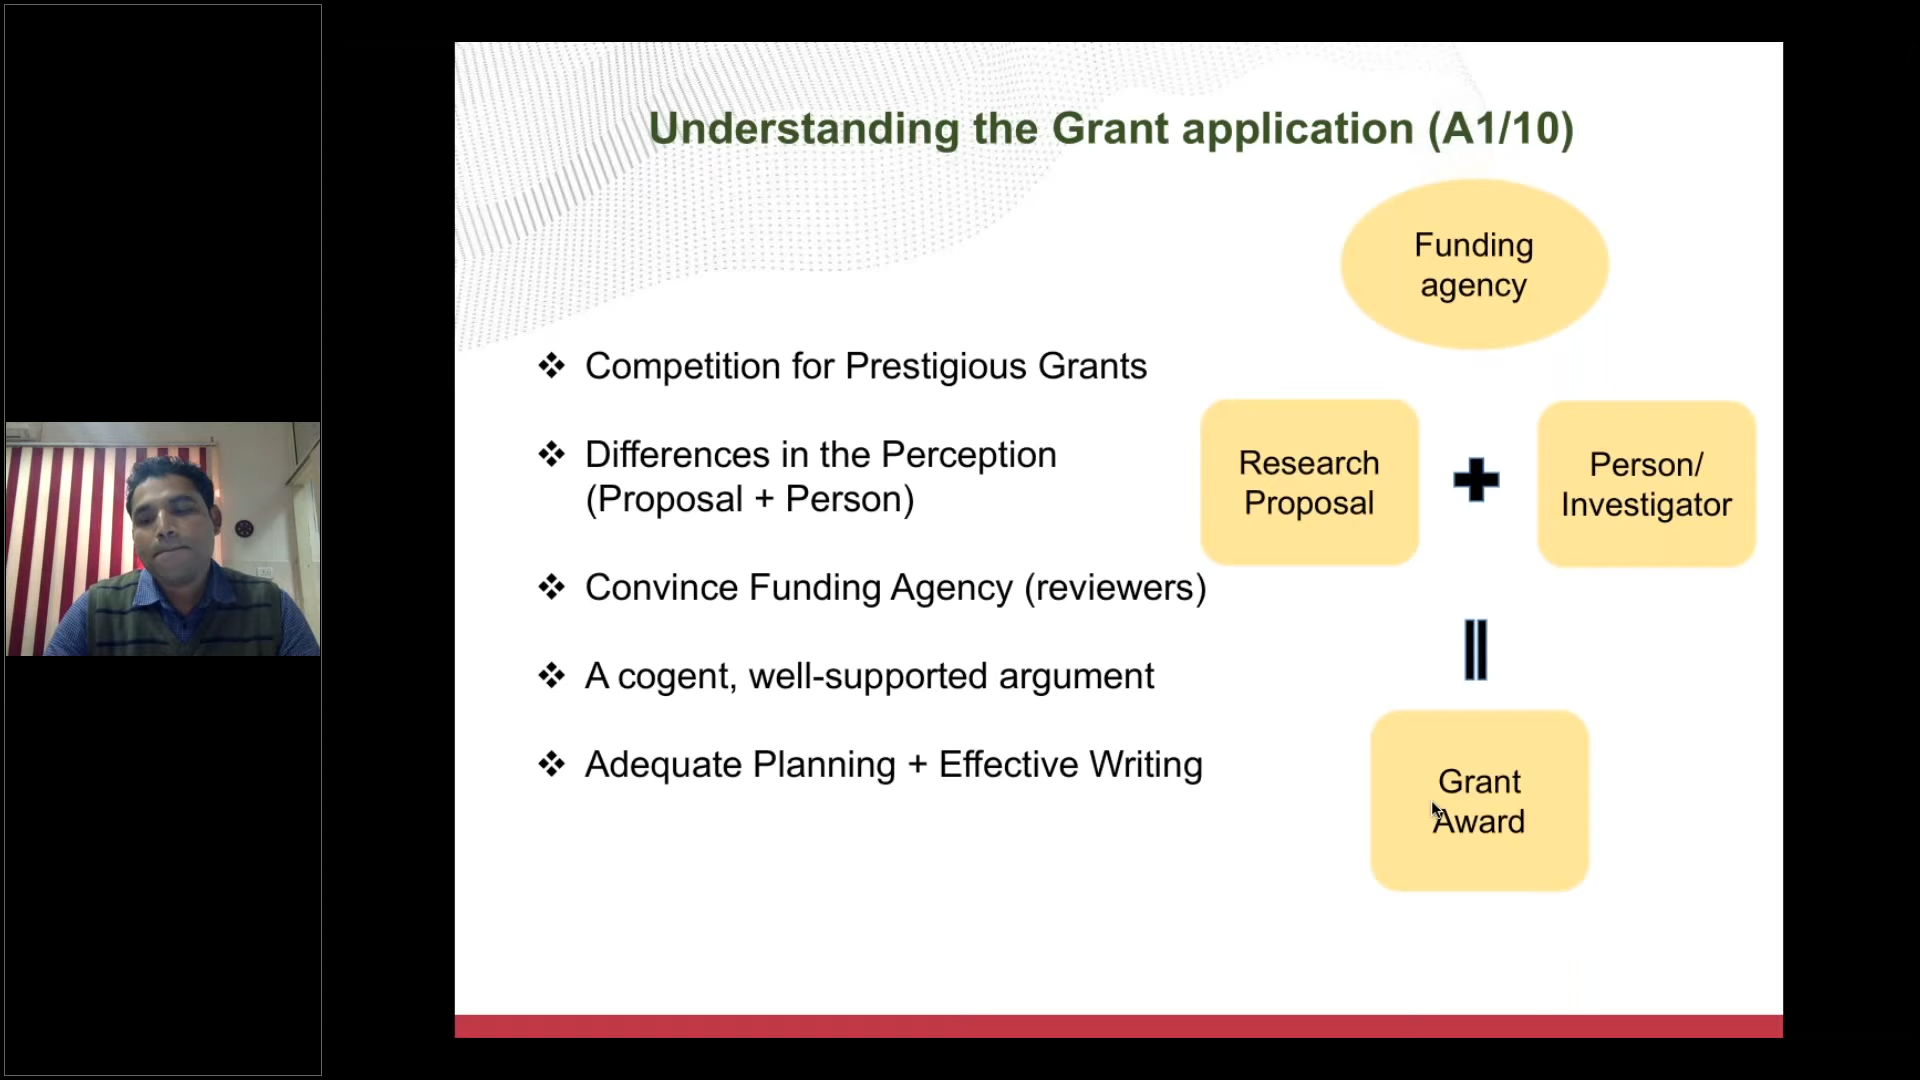 Understanding the Grant application (A1/10)
Funding
agency
❖ Competition for Prestigious Grants
❖ Differences in the Perception
(Proposal + Person)
❖ Convince Funding Agency (reviewers)
❖ A cogent, well-supported argument
❖ Adequate Planning + Effective Writing
Research
Proposal
Person/
Investigator
Grant
Award